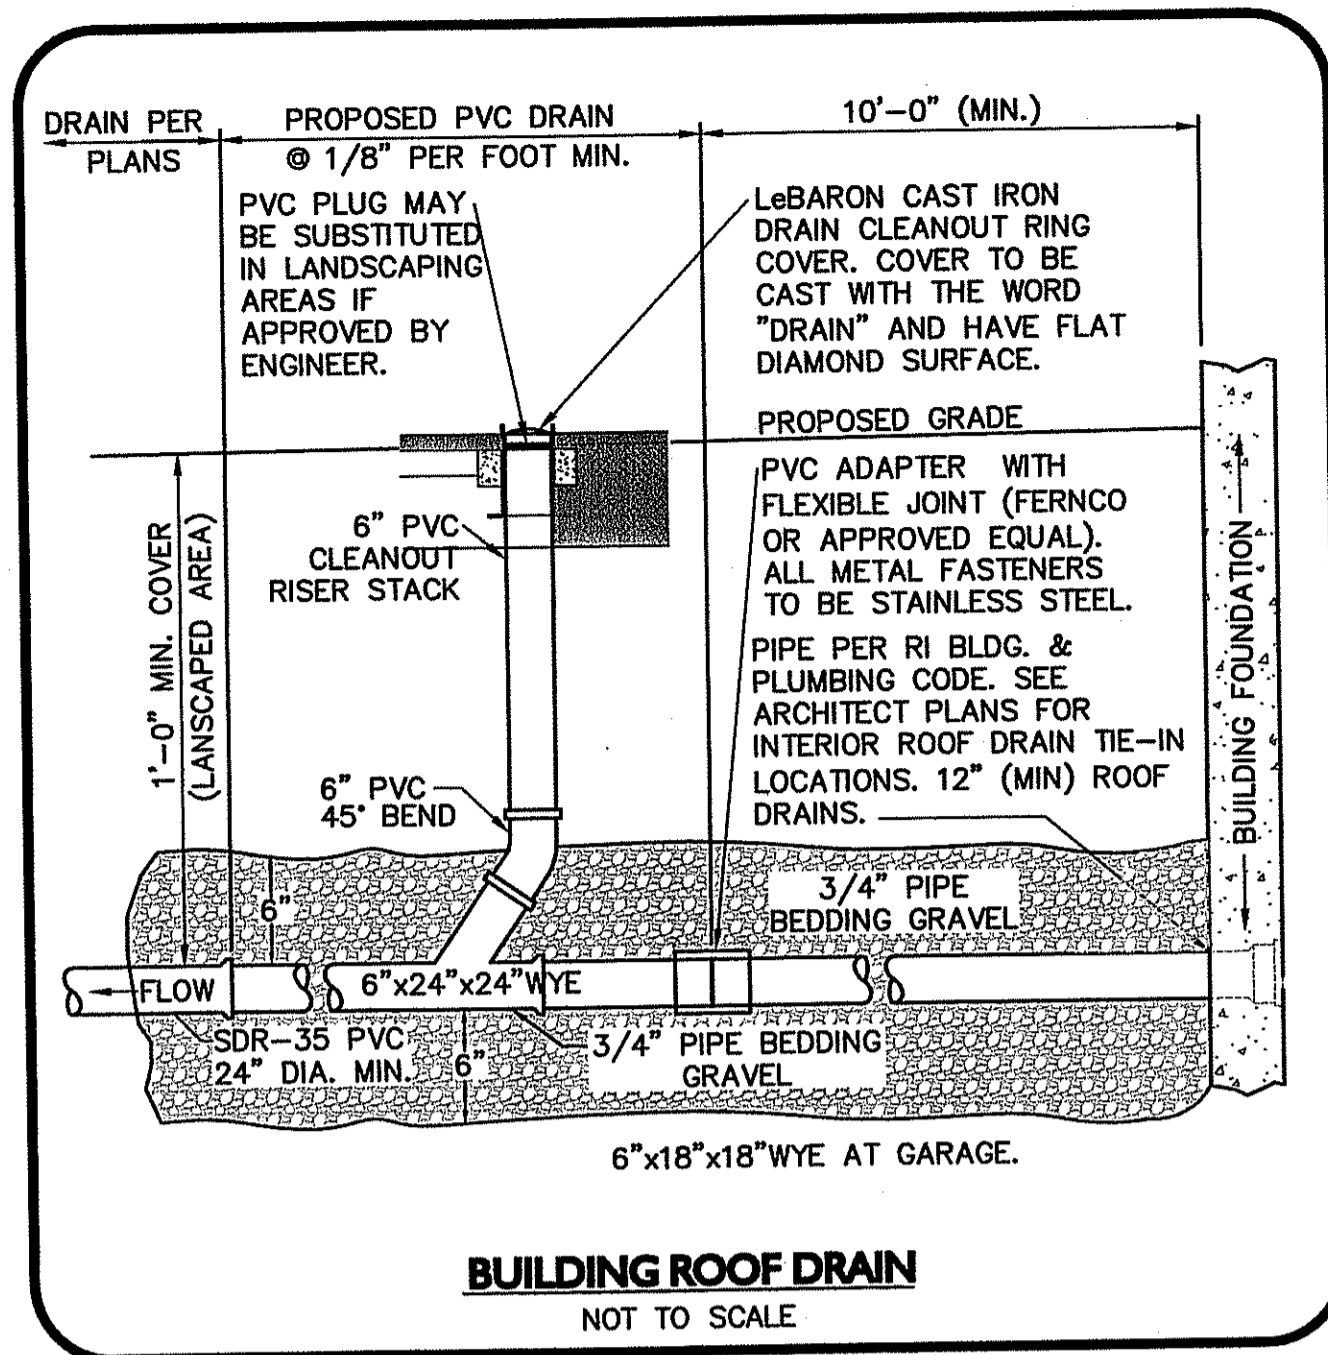 DRAIN PER
PLANS
PROPOSED PVC DRAIN
@ 1/8" PER FOOT MIN.
10'-0" (MIN.)
PVC PLUG MAY
BE SUBSTITUTED
IN LANDSCAPING
AREAS IF
APPROVED BY
ENGINEER.
LeBARON CAST IRON
DRAIN CLEANOUT RING
COVER. COVER TO BE
CAST WITH THE WORD
"DRAIN" AND HAVE FLAT
DIAMOND SURFACE.
PROPOSED GRADE
PVC ADAPTER WITH
FLEXIBLE JOINT (FERNCO
OR APPROVED EQUAL).
ALL METAL FASTENERS
TO BE STAINLESS STEEL.
6" PVC
CLEANOUT
RISER STACK
1'-0" MIN. COVER
(LANSCAPED AREA)
PIPE PER RI BLDG. &
PLUMBING CODE. SEE
ARCHITECT PLANS FOR
INTERIOR ROOF DRAIN TIE-IN
LOCATIONS. 12" (MIN) ROOF
DRAINS.
BUILDING FOUNDATION
6" PVC
45° BEND
6"
3/4" PIPE
BEDDING GRAVEL
FLOW
6"x24"x24"WYE
SDR-35 PVC
24" DIA. MIN.
6"
3/4" PIPE BEDDING
GRAVEL
6"x18"x18"WYE AT GARAGE.
BUILDING ROOF DRAIN
NOT TO SCALE